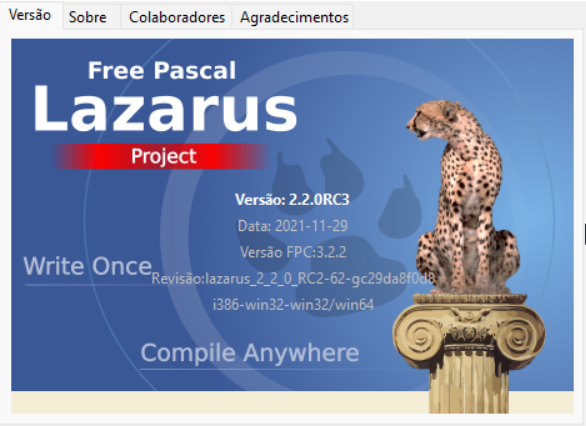 Versão Sobre Colaboradores Agradecimentos
Free Pascal
Lazarus
Project
Versão: 2.2.0RC3
Data: 2021-11-29
Versão FPC:3.2.2
Write Once
Revisão:lazarus_2_2_0_RC2-62-gc29da8f0d8
i386-win32-win32/win64
Compile Anywhere